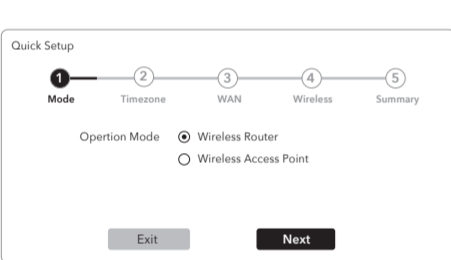 Quick Setup
1 2 3 4 5
Mode Timezone WAN Wireless Summary
Opertion Mode Wireless Router
Wireless Access Point
Exit Next